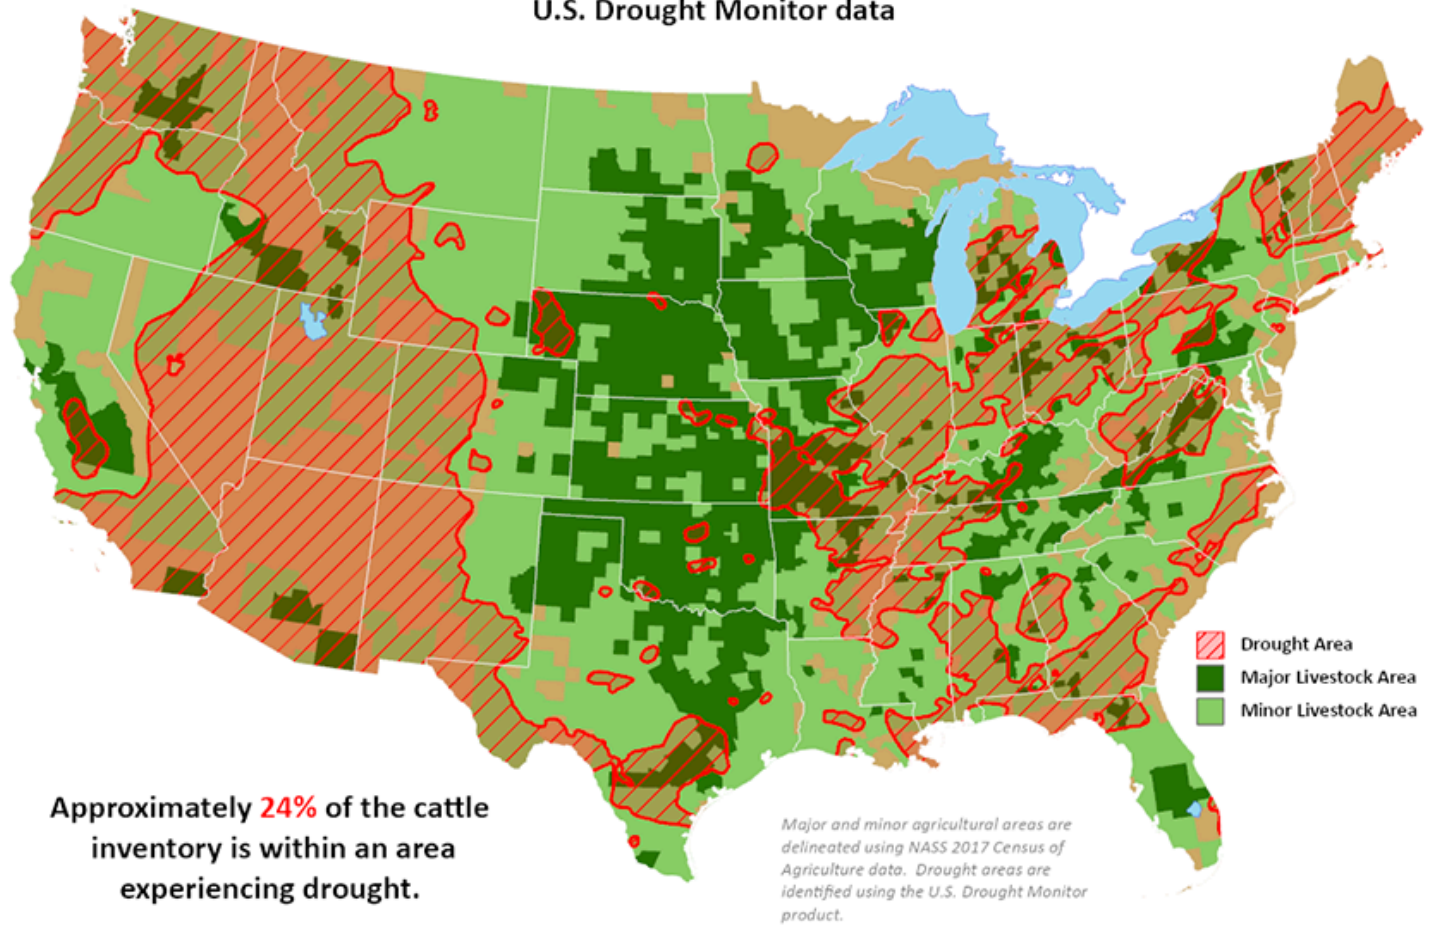 U.S. Drought Monitor data
Drought Area
Major Livestock Area
Minor Livestock Area
Approximately 24% of the cattle
inventory is within an area
experiencing drought.
Major and minor agricultural areas are
delineated using NASS 2017 Census of
Agriculture data. Drought areas are
identified using the U.S. Drought Monitor
product.